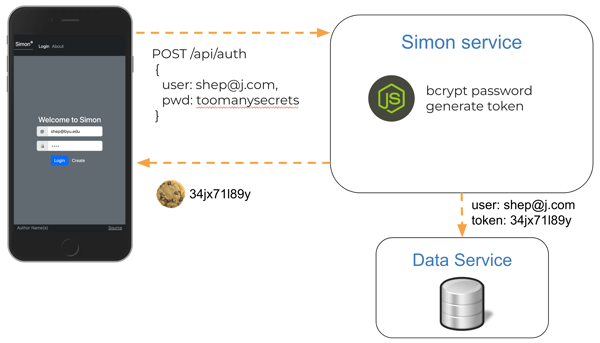 Simon®
Login About
Welcome to Simon
shep@byu.edu
••••
Login Create
Author Name(s) Source
POST /api/auth
{
user: shep@j.com,
pwd: toomanysecrets
}
34jx71l89y
Simon service
JS
bcrypt password
generate token
user: shep@j.com
token: 34jx71l89y
Data Service